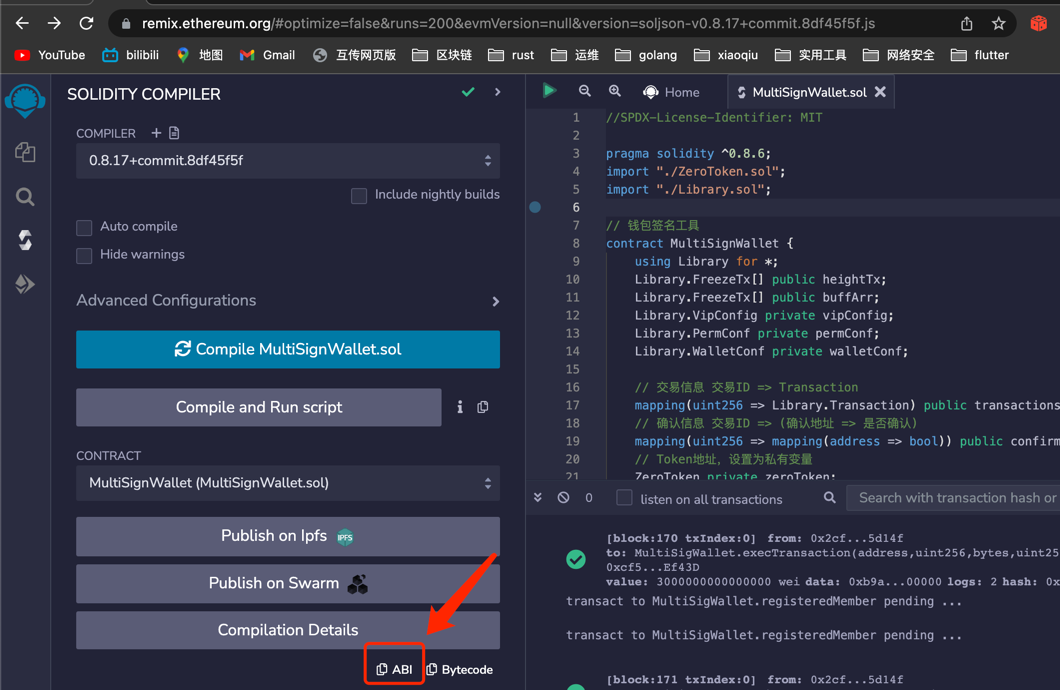 remix.ethereum.org/#optimize=false&runs=200&evmVersion=null&version=soljson-v0.8.17+commit.8df45f5f.js
YouTube bilibili 地图 Gmail 互传网页版 区块链 rust 运维 golang xiaoqiu 实用工具 网络安全 flutter
SOLIDITY COMPILER
COMPILER
0.8.17+commit.8df45f5f
Include nightly builds
Auto compile
Hide warnings
Advanced Configurations
Compile MultiSignWallet.sol
Compile and Run script
CONTRACT
MultiSignWallet (MultiSignWallet.sol)
Publish on Ipfs IPFS
Publish on Swarm
Compilation Details
ABI Bytecode
Home MultiSignWallet.sol
1 //SPDX-License-Identifier: MIT
2
3 pragma solidity ^0.8.6;
4 import "./ZeroToken.sol";
5 import "./Library.sol";
6
7 // 钱包签名工具
8 contract MultiSignWallet {
9 using Library for *;
10 Library.FreezeTx[] public heightTx;
11 Library.FreezeTx[] public buffArr;
12 Library.VipConfig private vipConfig;
13 Library.PermConf private permConf;
14 Library.WalletConf private walletConf;
15
16 // 交易信息 交易ID => Transaction
17 mapping(uint256 => Library.Transaction) public transactions
18 // 确认信息 交易ID => (确认地址 => 是否确认)
19 mapping(uint256 => mapping(address => bool)) public confirm
20 // Token地址，设置为私有变量
21 ZeroToken private zeroToken;
0 listen on all transactions Search with transaction hash or
[block:170 txIndex:0] from: 0x2cf...5d14f
to: MultiSigWallet.execTransaction(address,uint256,bytes,uint25
0xcf5...Ef43D
value: 3000000000000000 wei data: 0xb9a...00000 logs: 2 hash: 0x
transact to MultiSigWallet.registeredMember pending ...
transact to MultiSigWallet.registeredMember pending ...
[block:171 txIndex:0] from: 0x2cf...5d14f